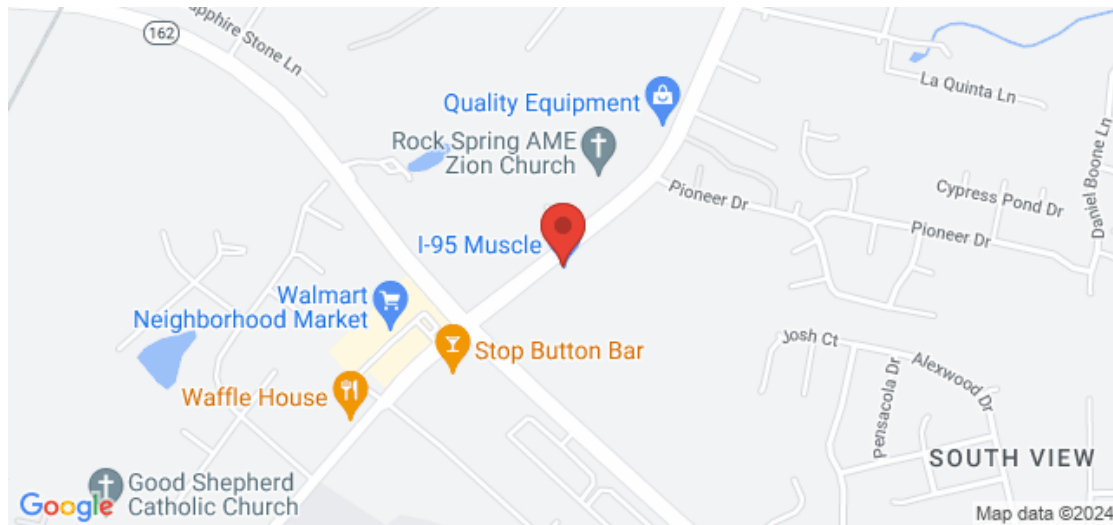 Sapphire Stone Ln
162
La Quinta Ln
Quality Equipment
Rock Spring AME
Zion Church
Daniel Boone Ln
Pioneer Dr
Cypress Pond Dr
Pioneer Dr
I-95 Muscle
Walmart
Neighborhood Market
Josh Ct
Stop Button Bar
Alexwood Dr
Pensacola Dr
Waffle House
SOUTH VIEW
Good Shepherd
Catholic Church
Google
Map data ©2024